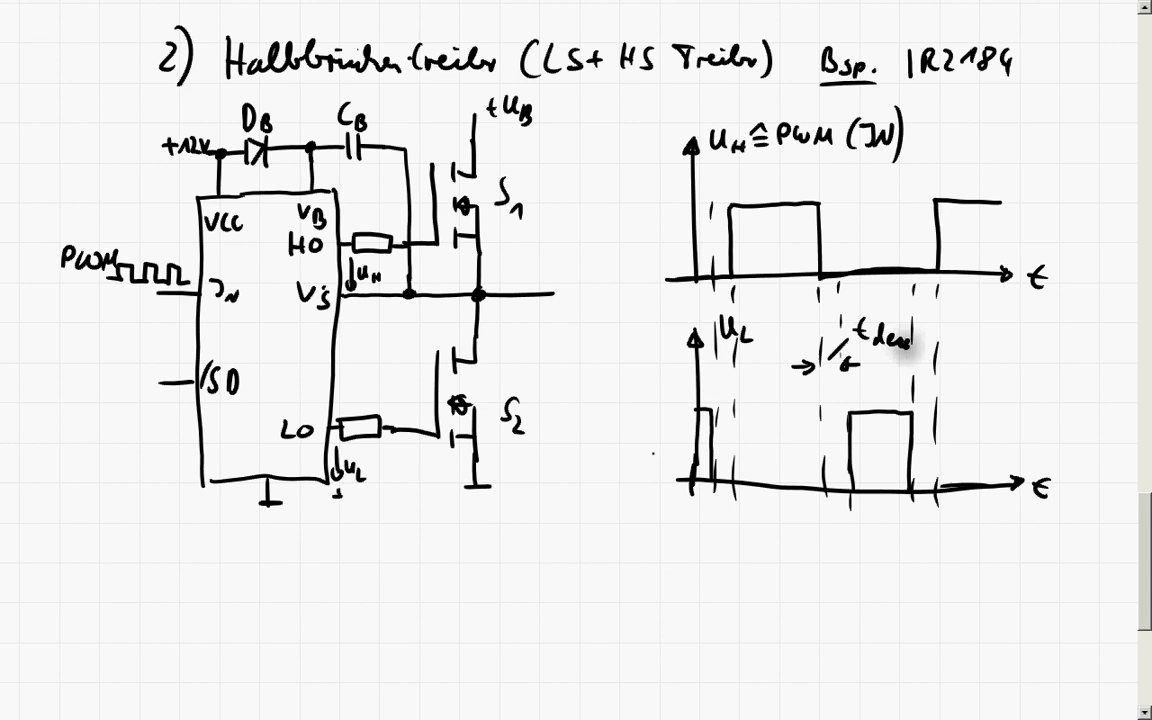 2) Halbbrückentreiber (LS+ HS Treiber) Bsp. IR2184
DB
CB
+UB
+12V
VCC
VB
S1
HO
PWM
IN
UH
VS
/SD
S2
LO
UL
UH ≙ PWM (IN)
t
UL
tdead
t